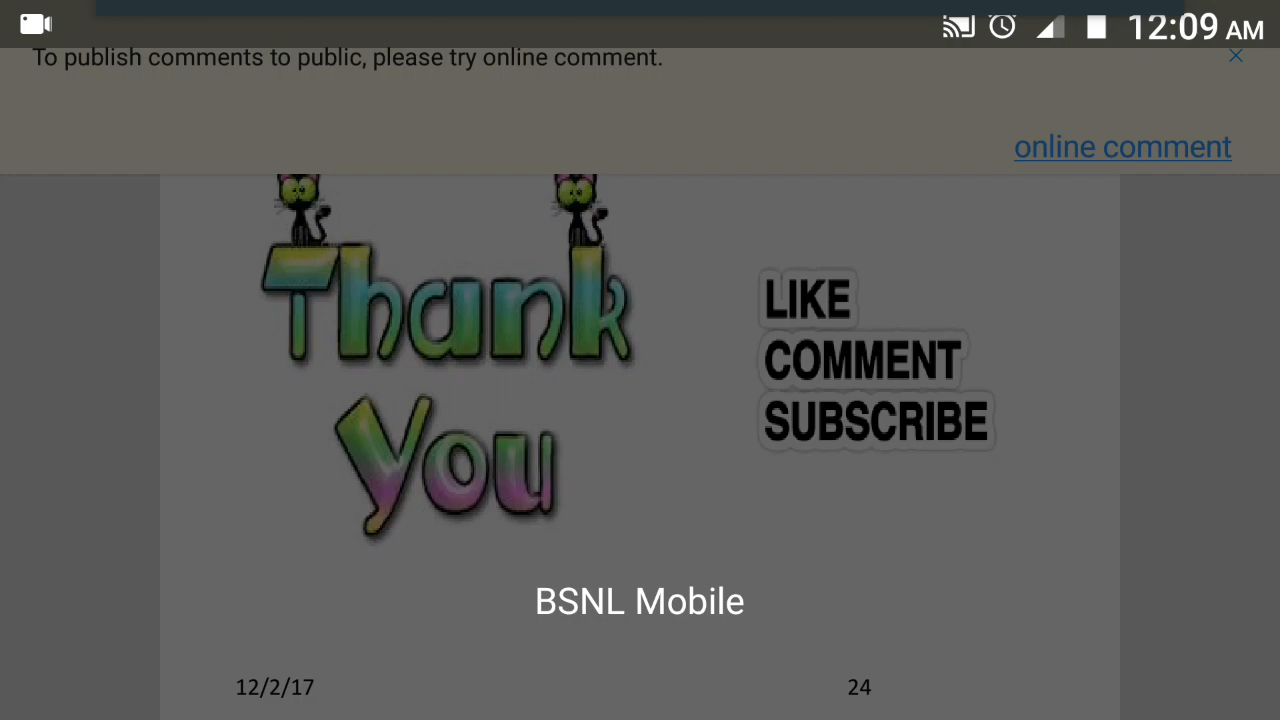 12:09 AM
To publish comments to public, please try online comment.
online comment
Thank
You
LIKE
COMMENT
SUBSCRIBE
BSNL Mobile
12/2/17 24